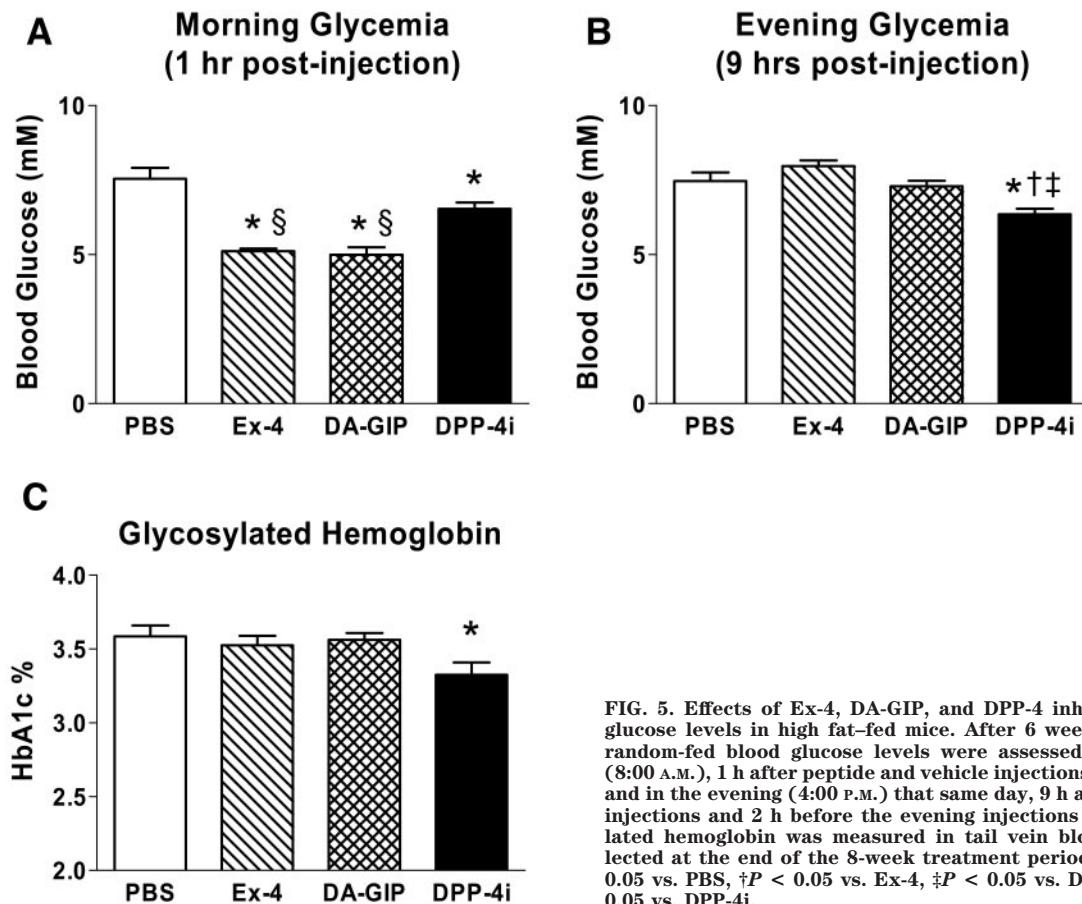 A
Morning Glycemia
(1 hr post-injection)
Blood Glucose (mM)
10
5
0
* §
* §
*
PBS Ex-4 DA-GIP DPP-4i
B
Evening Glycemia
(9 hrs post-injection)
Blood Glucose (mM)
10
5
0
*†‡
PBS Ex-4 DA-GIP DPP-4i
C
Glycosylated Hemoglobin
HbA1c %
4.0
3.5
3.0
2.5
2.0
*
PBS Ex-4 DA-GIP DPP-4i
FIG. 5. Effects of Ex-4, DA-GIP, and DPP-4 inh
glucose levels in high fat–fed mice. After 6 wee
random-fed blood glucose levels were assessed
(8:00 A.M.), 1 h after peptide and vehicle injections
and in the evening (4:00 P.M.) that same day, 9 h a
injections and 2 h before the evening injections
lated hemoglobin was measured in tail vein blo
lected at the end of the 8-week treatment period
0.05 vs. PBS, †P < 0.05 vs. Ex-4, ‡P < 0.05 vs. D
0.05 vs. DPP-4i